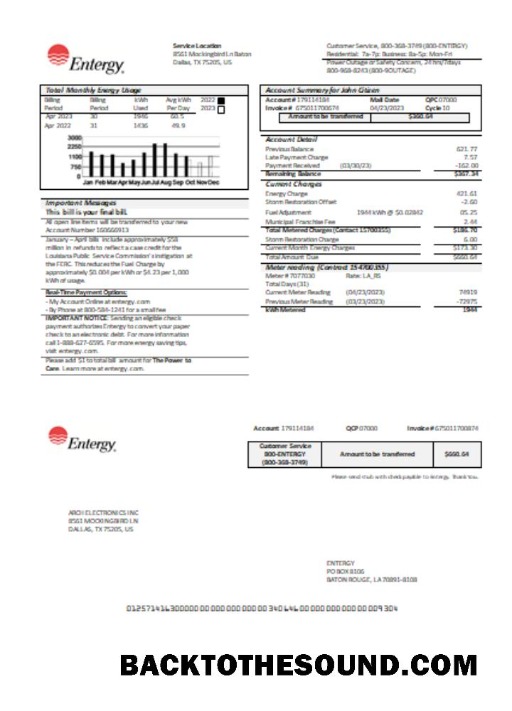 Entergy
Service Location
8561 Mockingbird Ln Baton
Dallas, TX 75205, US
Customer Service, 800-368-3749 (800-ENTERGY)
Residential: 7a-7p: Business: 8a-5p: Mon-Fri
Power Outage or Safety Concern, 24 hrs/7days
800-968-8243 (800-9OUTAGE)
Total Monthly Energy Usage
Billing Billing kWh Avg kWh 2022
Period Period Used Per Day 2023
Apr 2023 30 1946 60.5
Apr 2022 31 1436 49.9
3000
2250
1500
750
0
Jan Feb Mar Apr May Jun Jul Aug Sep Oct Nov Dec
Important Messages
This bill is your final bill.
All open line items will be transferred to your new
Account Number 160666913
January – April bills include approximately $58
million in refunds to reflect a case credit for the
Louisiana Public Service Commission's instigation at
the FERC. This reduces the Fuel Charge by
approximately $0.004 per kWh or $4.23 per 1,000
kWh of usage.
Real-Time Payment Options:
- My Account Online at entergy.com
- By Phone at 800-584-1241 for a small fee
IMPORTANT NOTICE: Sending an eligible check
payment authorizes Entergy to convert your paper
check to an electronic debt. For more information
call 1-888-627-6595. For more energy saving tips,
visit entergy.com.
Please add $1 to total bill amount for The Power to
Care. Learn more at entergy.com.
Account Summary for John Citizen
Account # 179114184 Mail Date QPC 07000
Invoice # 675011700674 04/23/2023 Cycle 10
Amount to be transferred $660.64
Account Detail
Previous Balance 621.77
Late Payment Charge 7.57
Payment Received (03/30/23) -162.00
Remaining Balance $367.34
Current Charges
Energy Charge 421.61
Storm Restoration Offset -2.60
Fuel Adjustment 1944 kWh @ $0.02842 05.25
Municipal Franchise Fee 2.44
Total Metered Charges (Contract 15700355) $186.70
Storm Restoration Charge 6.00
Current Month Energy Charges $173.30
Total Amount Due $660.64
Meter reading (Contract 154700355)
Meter # 7077030 Rate: LA_RS
Total Days (31)
Current Meter Reading (04/23/2023) 74919
Previous Meter Reading (03/23/2023) -72975
kWh Metered 1944
Entergy
Account 179114184 QCP 07000 Invoice # 675011700874
Customer Service
800-ENTERGY
(800-368-3749)
Amount to be transferred $660.64
Please send stub with check payable to Entergy. Thank You.
ARCH ELECTRONICS INC
8561 MOCKINGBIRD LN
DALLAS, TX 75205, US
ENTERGY
PO BOX 8106
BATON ROUGE, LA 70891-8108
BACKTOTHESOUND.COM